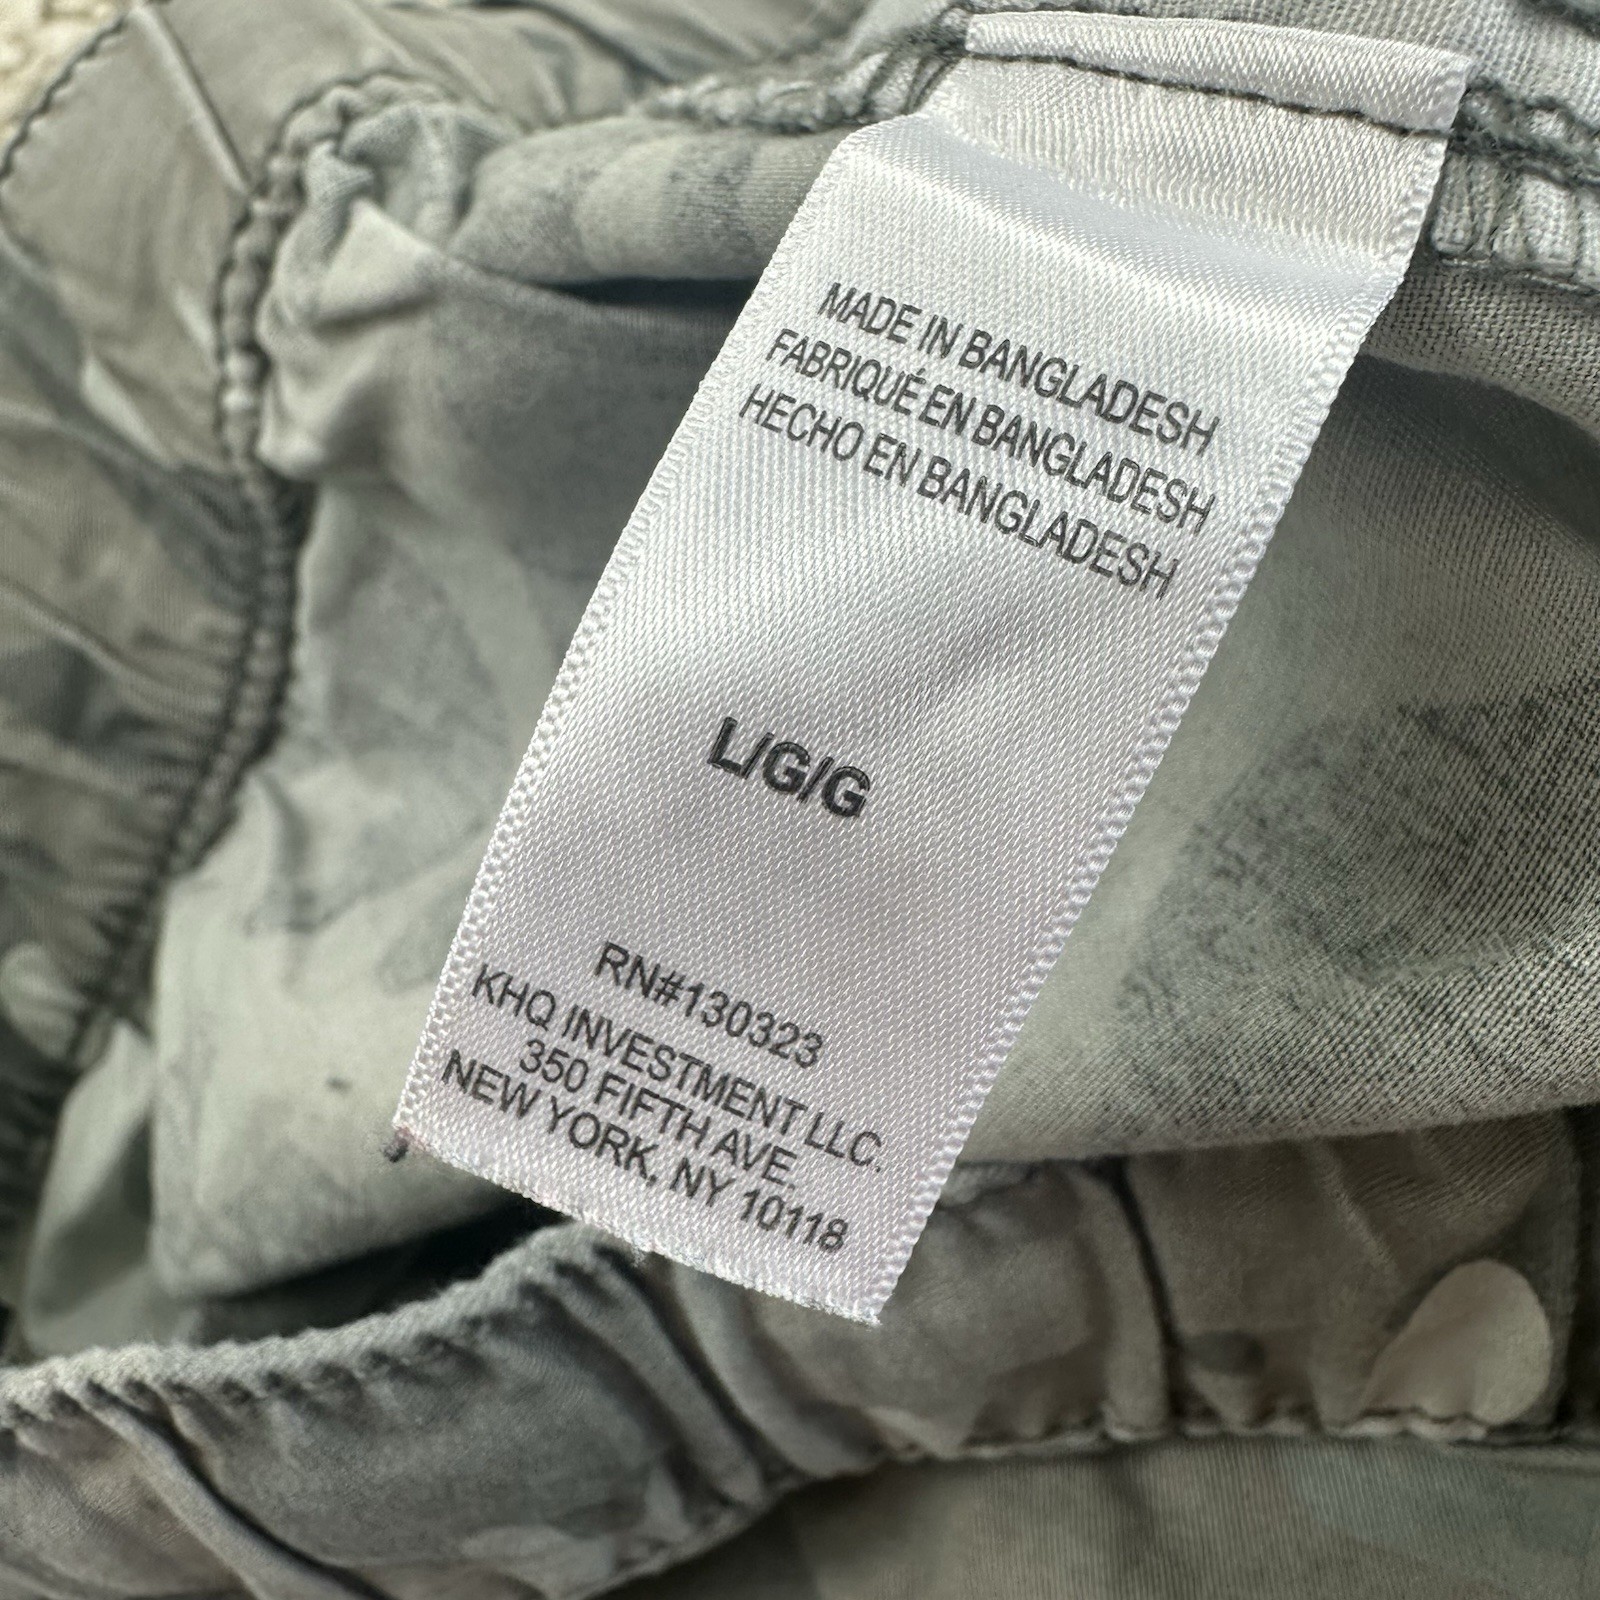 MADE IN BANGLADESH
FABRIQUÉ EN BANGLADESH
HECHO EN BANGLADESH
L/G/G
RN#130323
KHQ INVESTMENT LLC.
350 FIFTH AVE.
NEW YORK, NY 10118